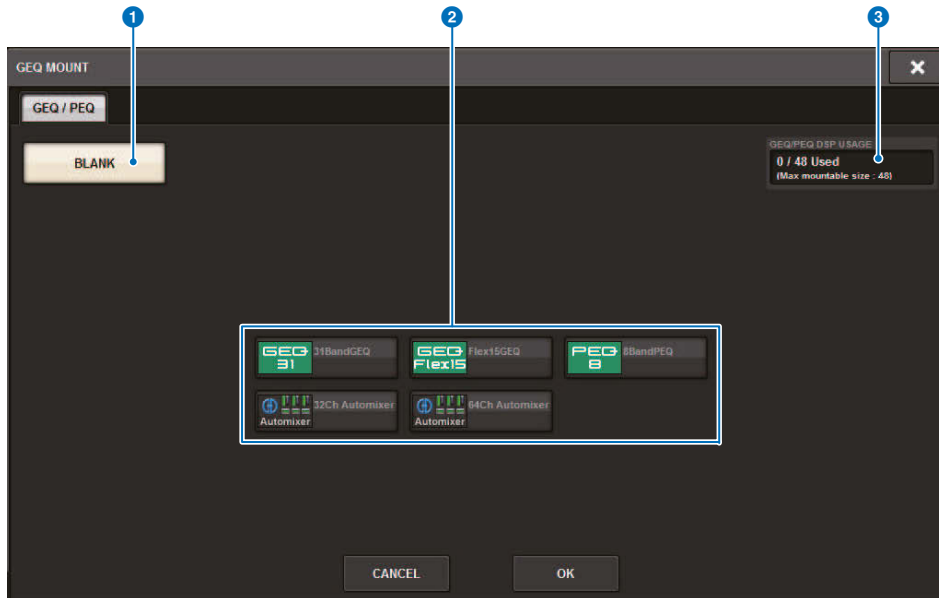 1 2 3
GEQ MOUNT
GEQ / PEQ
BLANK
GEQ/PEQ DSP USAGE
0 / 48 Used
(Max mountable size : 48)
GEQ 31 31BandGEQ
GEQ Flex15 Flex15GEQ
PEQ 8 8BandPEQ
Automixer 32Ch Automixer
Automixer 64Ch Automixer
CANCEL
OK